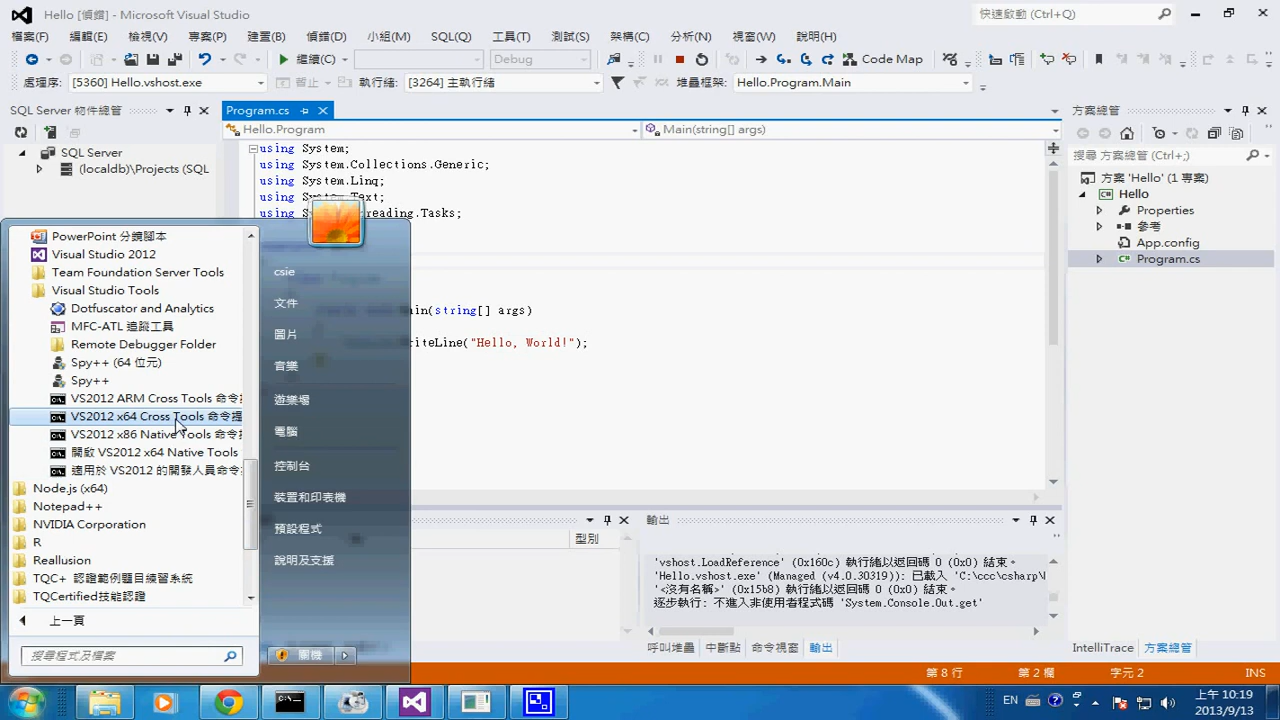 Hello [偵錯] - Microsoft Visual Studio
快速啟動 (Ctrl+Q)
檔案(F) 編輯(E) 檢視(V) 專案(P) 建置(B) 偵錯(D) 小組(M) SQL(Q) 工具(T) 測試(S) 架構(C) 分析(N) 視窗(W) 說明(H)
繼續(C) Debug Code Map
處理序: [5360] Hello.vshost.exe 暫止 執行緒: [3264] 主執行緒 堆疊框架: Hello.Program.Main
SQL Server 物件總管
Program.cs
方案總管
Hello.Program
Main(string[] args)
SQL Server
(localdb)\Projects (SQL
using System;
using System.Collections.Generic;
using System.Linq;
using System.Text;
reading.Tasks;
string[] args)
iteLine("Hello, World!");
搜尋 方案總管 (Ctrl+;)
方案 'Hello' (1 專案)
Hello
Properties
參考
App.config
Program.cs
PowerPoint 分鏡腳本
Visual Studio 2012
Team Foundation Server Tools
Visual Studio Tools
Dotfuscator and Analytics
MFC-ATL 追蹤工具
Remote Debugger Folder
Spy++ (64 位元)
Spy++
VS2012 ARM Cross Tools 命令
VS2012 x64 Cross Tools 命令提
VS2012 x86 Native Tools 命令
開啟 VS2012 x64 Native Tools
適用於 VS2012 的開發人員命令
Node.js (x64)
Notepad++
NVIDIA Corporation
R
Reallusion
TQC+ 認證範例題目練習系統
TQCertified技能認證
上一頁
搜尋程式及檔案
csie
文件
圖片
音樂
遊樂場
電腦
控制台
裝置和印表機
預設程式
說明及支援
關機
型別
輸出
'vshost.LoadReference' (0x160c) 執行緒以返回碼 0 (0x0) 結束。
'Hello.vshost.exe' (Managed (v4.0.30319)): 已載入 'C:\ccc\csharp\
'<沒有名稱>' (0x15b8) 執行緒以返回碼 0 (0x0) 結束。
逐步執行: 不進入非使用者程式碼 'System.Console.Out.get'
呼叫堆疊 中斷點 命令視窗 輸出
IntelliTrace 方案總管
第 8 行 第 2 欄 字元 2 INS
EN
上午 10:19
2013/9/13